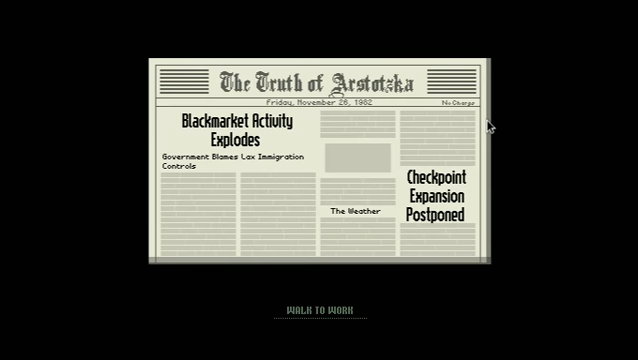 The Truth of Arstotzka
Friday, November 26, 1982
No Charge
Blackmarket Activity
Explodes
Government Blames Lax Immigration
Controls
The Weather
Checkpoint
Expansion
Postponed
WALK TO WORK